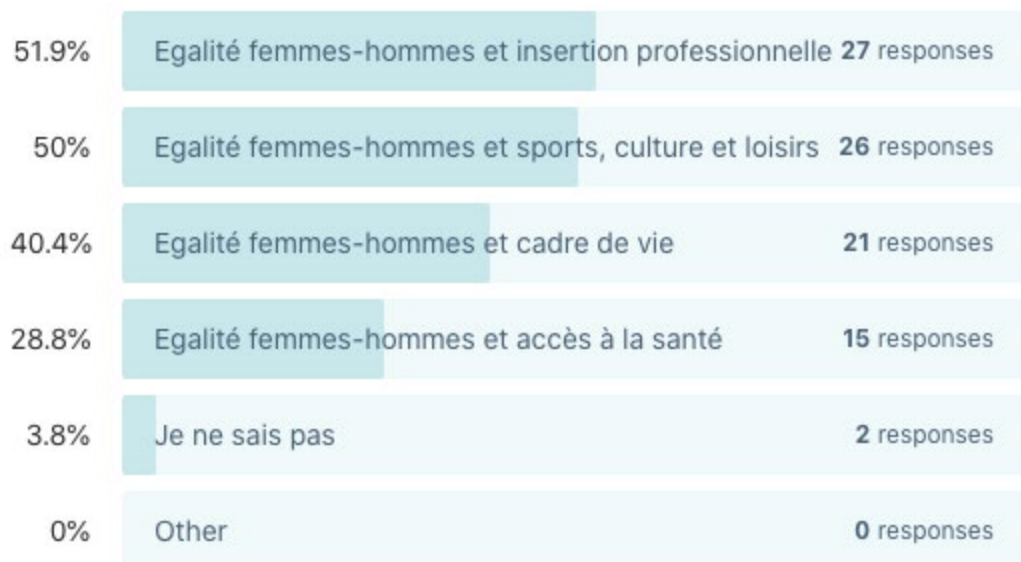 51.9% Egalité femmes-hommes et insertion professionnelle 27 responses
50% Egalité femmes-hommes et sports, culture et loisirs 26 responses
40.4% Egalité femmes-hommes et cadre de vie 21 responses
28.8% Egalité femmes-hommes et accès à la santé 15 responses
3.8% Je ne sais pas 2 responses
0% Other 0 responses